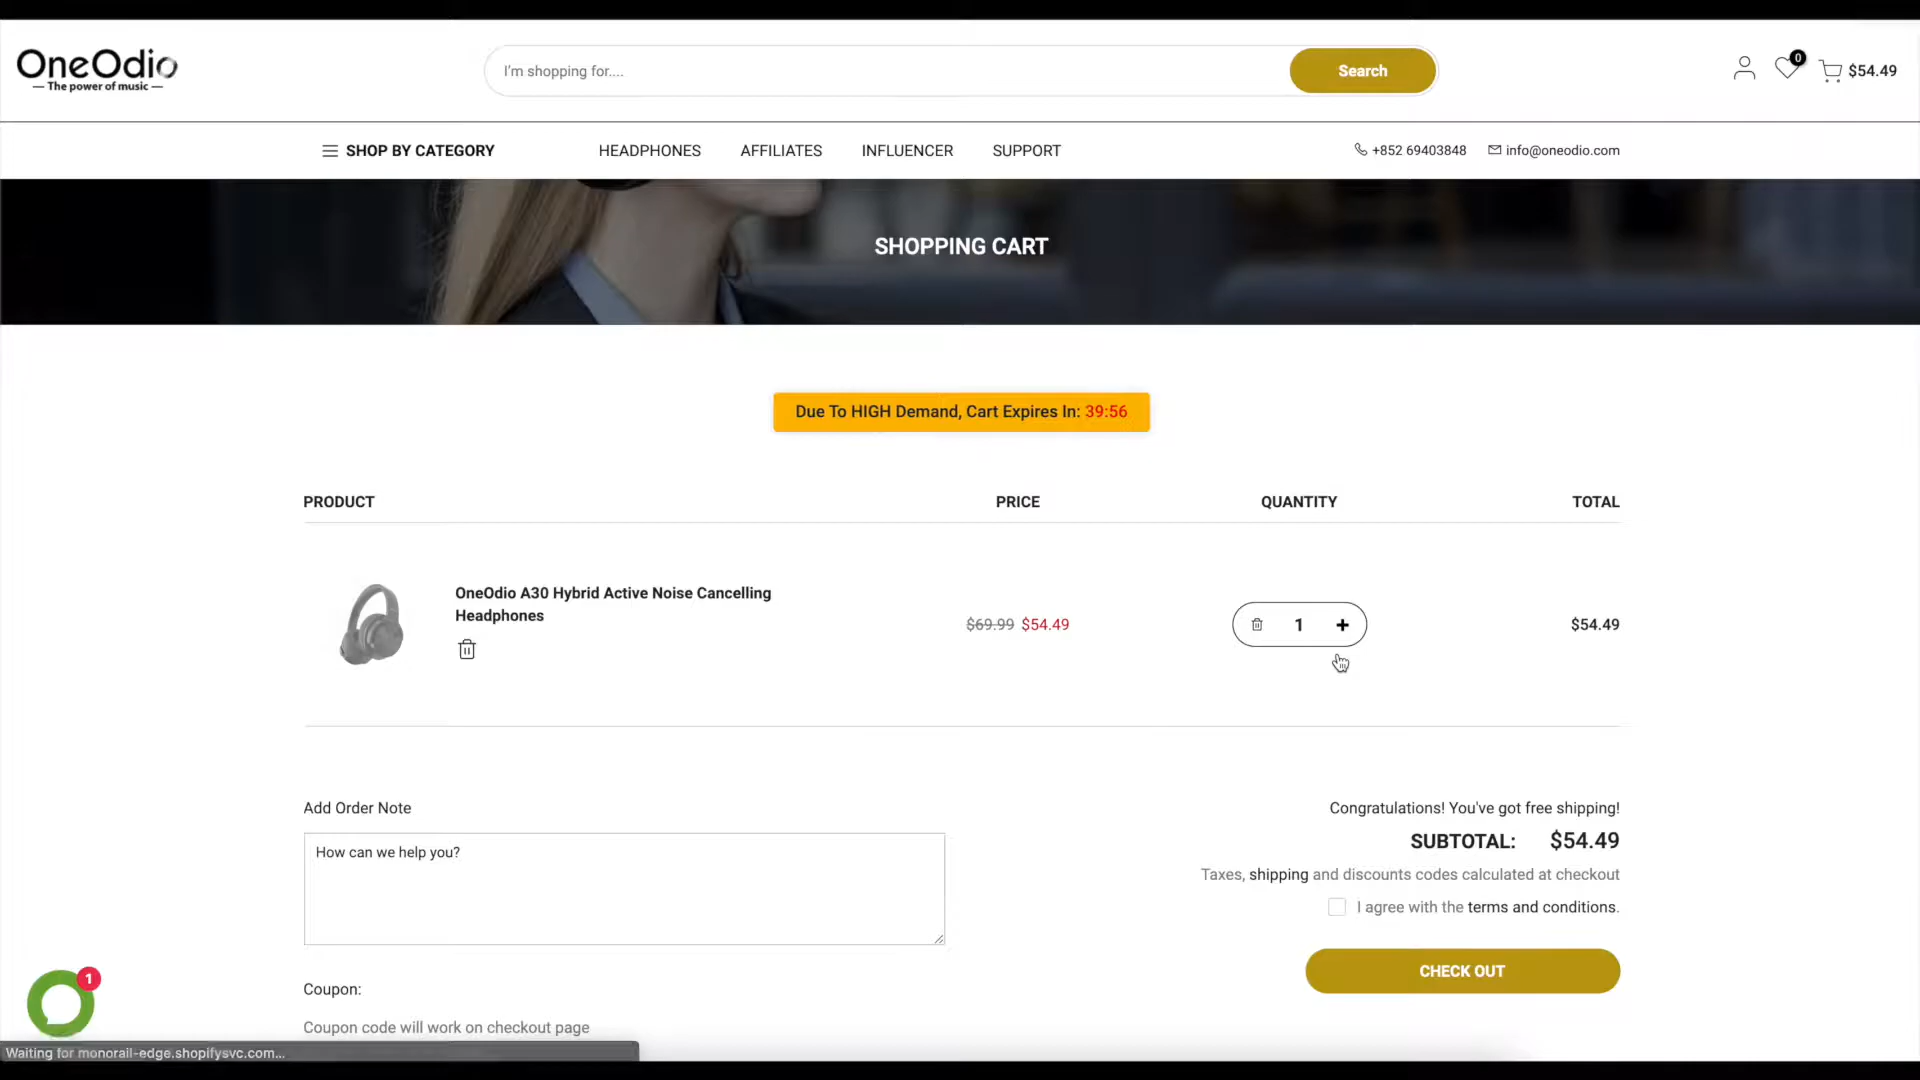 OneOdio
The power of music
I'm shopping for....
Search
0
$54.49
SHOP BY CATEGORY
HEADPHONES
AFFILIATES
INFLUENCER
SUPPORT
+852 69403848
info@oneodio.com
SHOPPING CART
Due To HIGH Demand, Cart Expires In: 39:56
PRODUCT
PRICE
QUANTITY
TOTAL
OneOdio A30 Hybrid Active Noise Cancelling
Headphones
$69.99 $54.49
1
$54.49
Add Order Note
How can we help you?
Congratulations! You've got free shipping!
SUBTOTAL: $54.49
Taxes, shipping and discounts codes calculated at checkout
I agree with the terms and conditions.
CHECK OUT
1
Coupon:
Coupon code will work on checkout page
Waiting for monorail-edge.shopifysvc.com...